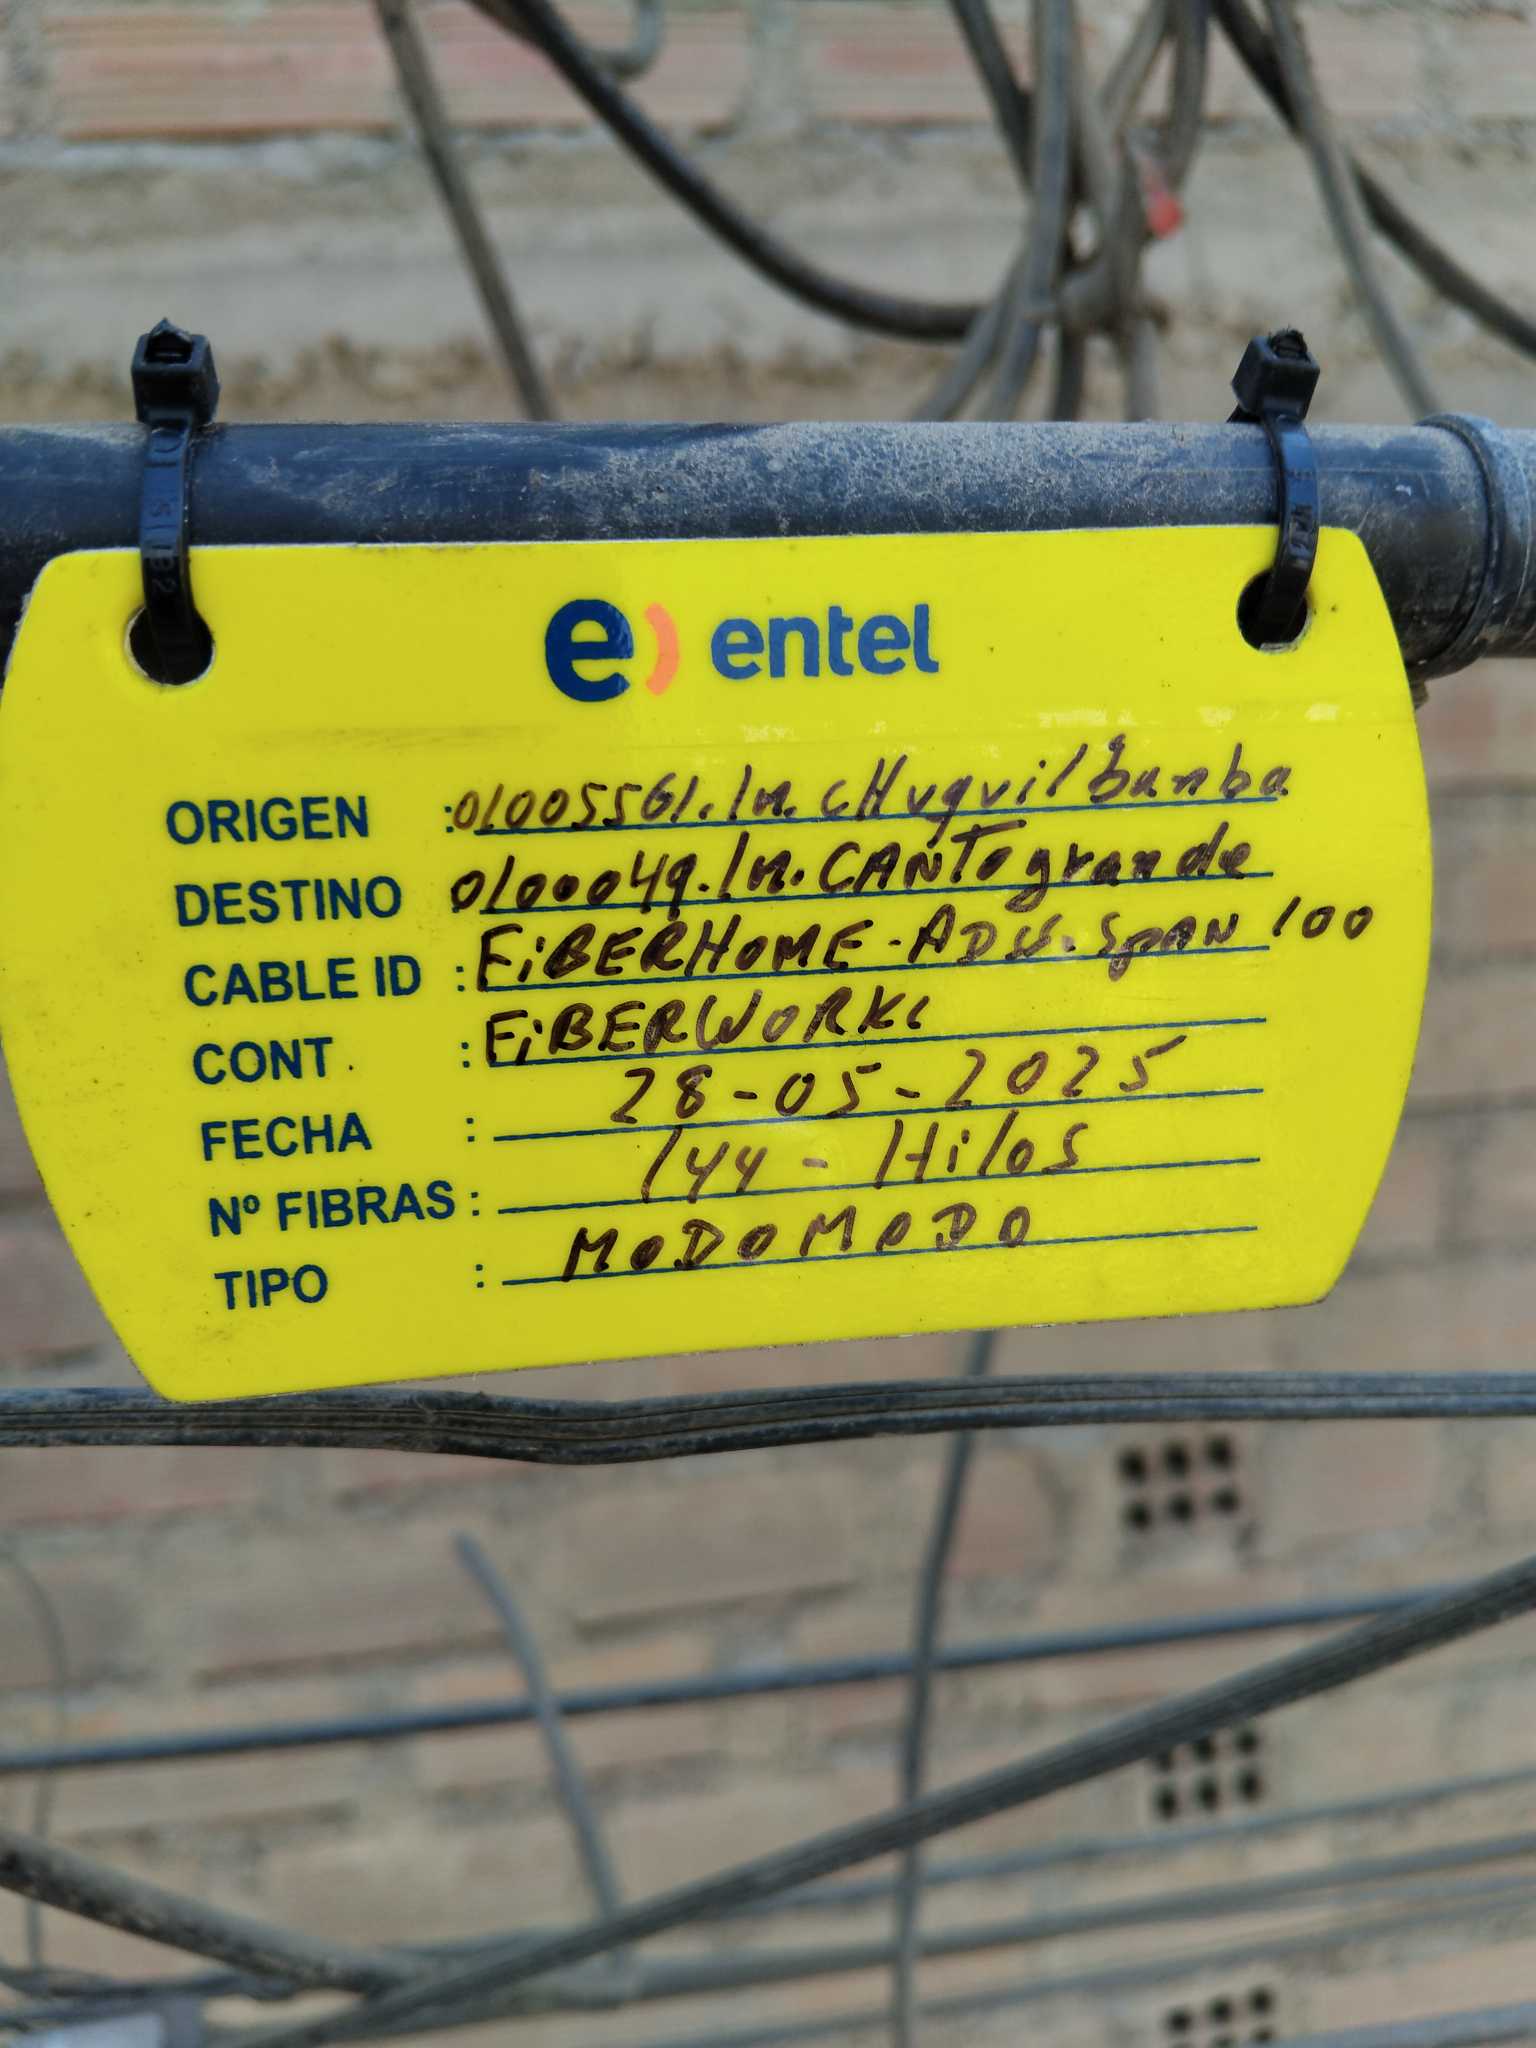 e) entel
ORIGEN : 01005561.lm.cHuquilbanba
DESTINO : 0100049.lm.CANTogrande
CABLE ID : FiBERHOME-ADSS.SpAN 100
CONT. : FiBERWORKS
FECHA : 28-05-2025
Nº FIBRAS : 144-Hilos
TIPO : MODOMODO